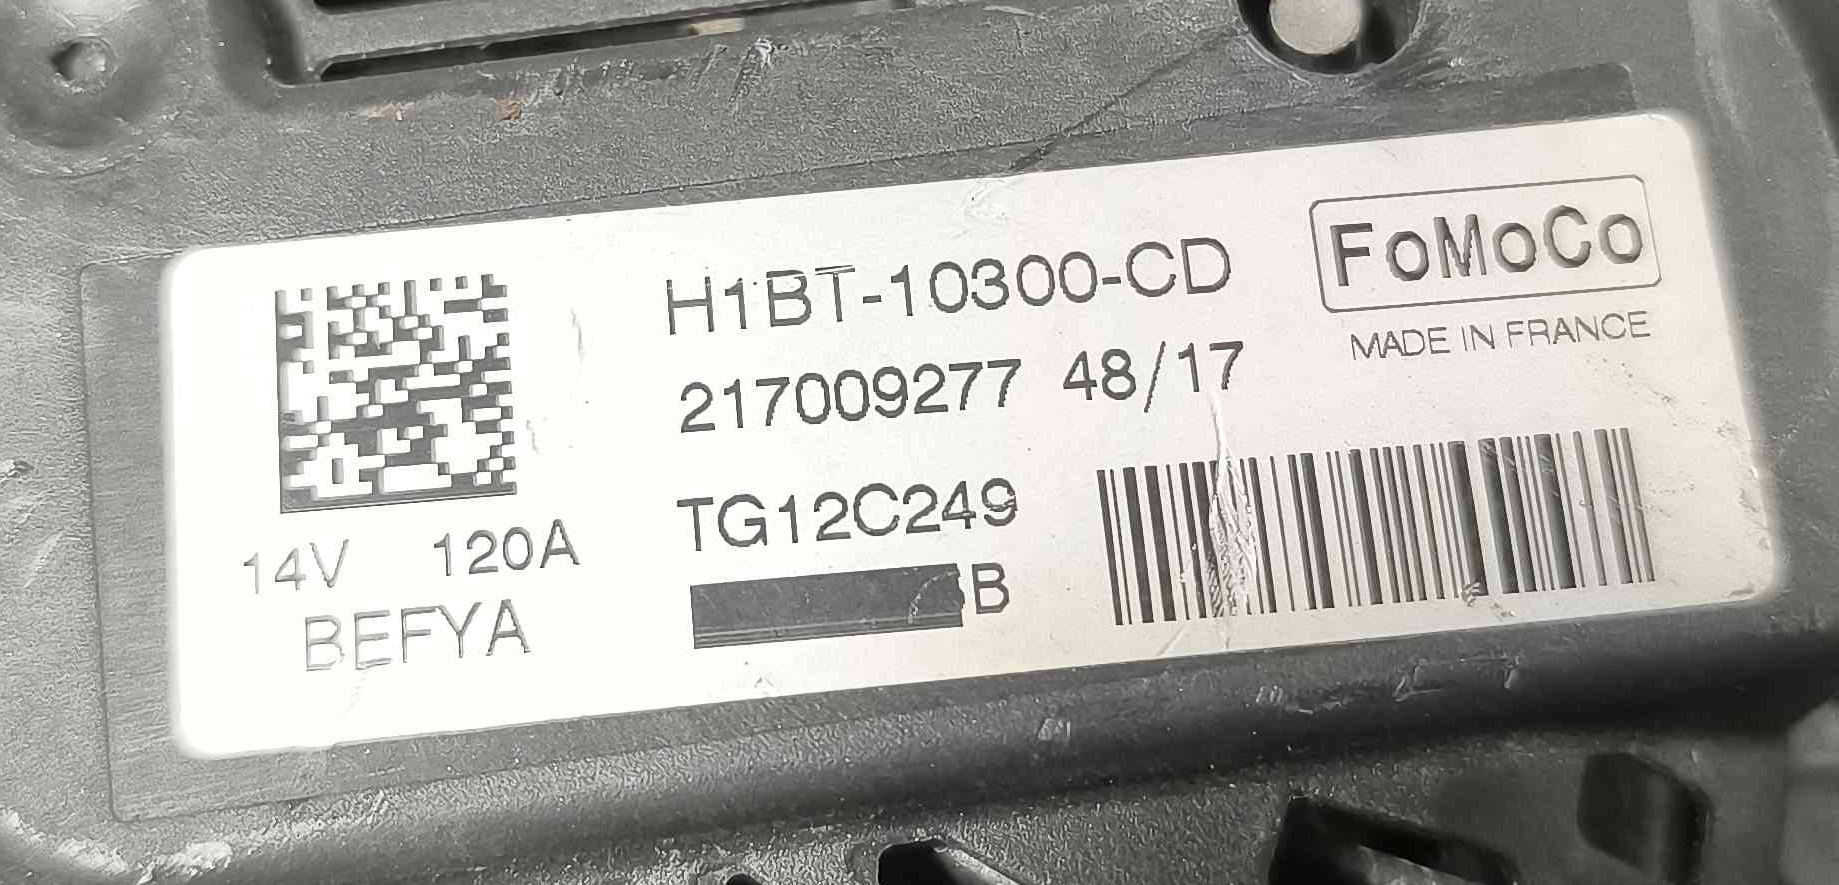 H1BT-10300-CD
FoMoCo
MADE IN FRANCE
217009277 48/17
TG12C249
B
14V 120A
BEFYA